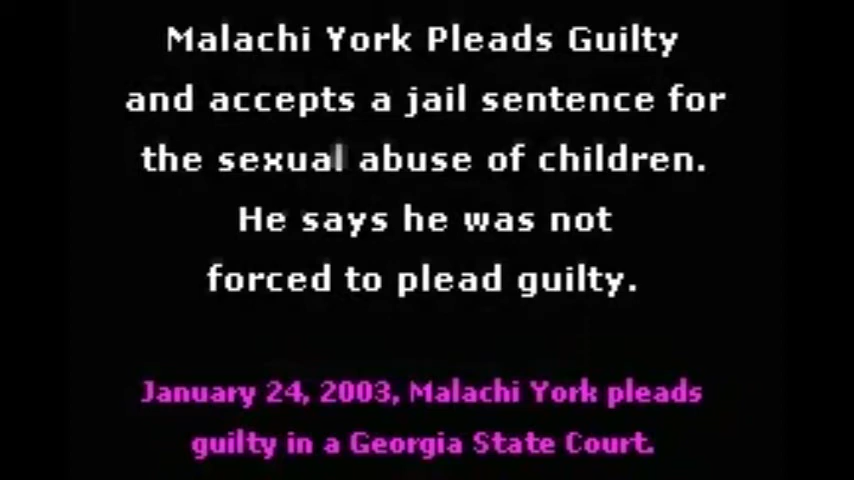 Malachi York Pleads Guilty
and accepts a jail sentence for
the sexual abuse of children.
He says he was not
forced to plead guilty.
January 24, 2003, Malachi York pleads
guilty in a Georgia State Court.